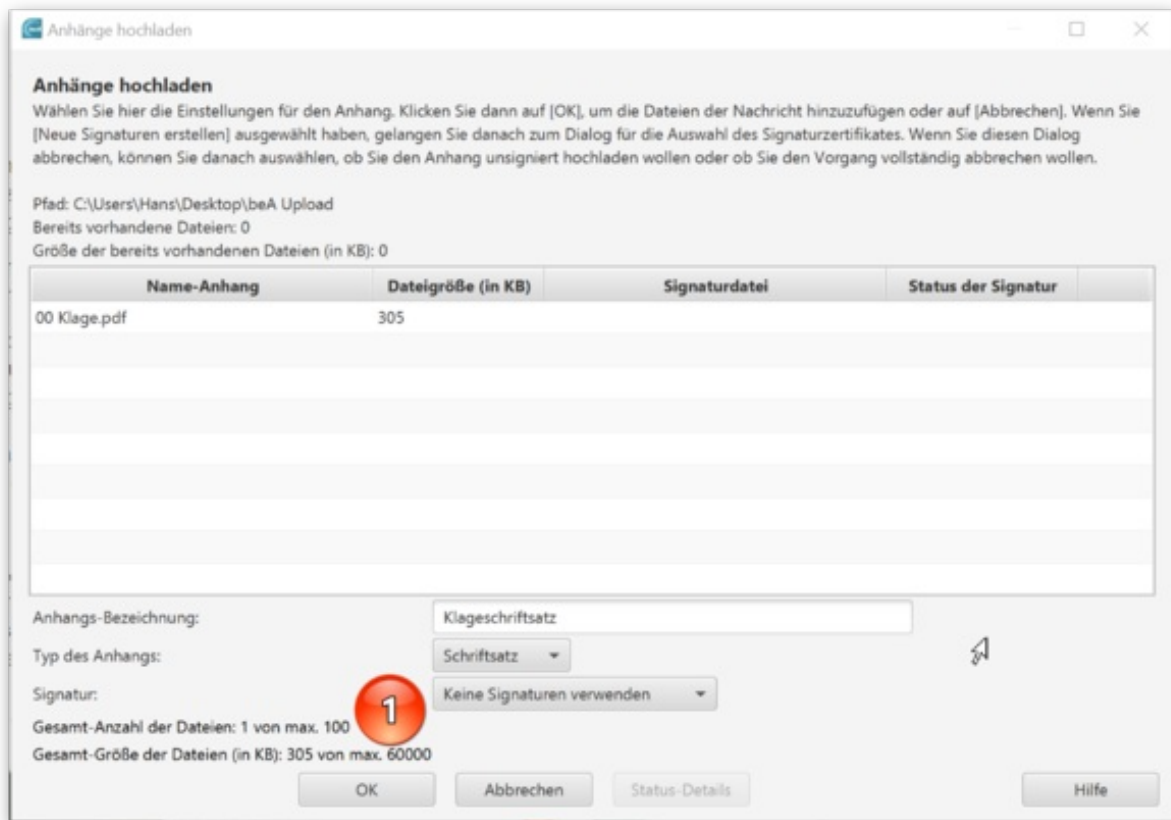 Anhänge hochladen
Anhänge hochladen
Wählen Sie hier die Einstellungen für den Anhang. Klicken Sie dann auf [OK], um die Dateien der Nachricht hinzuzufügen oder auf [Abbrechen]. Wenn Sie
[Neue Signaturen erstellen] ausgewählt haben, gelangen Sie danach zum Dialog für die Auswahl des Signaturzertifikates. Wenn Sie diesen Dialog
abbrechen, können Sie danach auswählen, ob Sie den Anhang unsigniert hochladen wollen oder ob Sie den Vorgang vollständig abbrechen wollen.
Pfad: C:\Users\Hans\Desktop\beA Upload
Bereits vorhandene Dateien: 0
Größe der bereits vorhandenen Dateien (in KB): 0
Name-Anhang Dateigröße (in KB) Signaturdatei Status der Signatur
00 Klage.pdf 305
Anhangs-Bezeichnung: Klageschriftsatz
Typ des Anhangs: Schriftsatz
Signatur: 1 Keine Signaturen verwenden
Gesamt-Anzahl der Dateien: 1 von max. 100
Gesamt-Größe der Dateien (in KB): 305 von max. 60000
OK Abbrechen Status-Details Hilfe